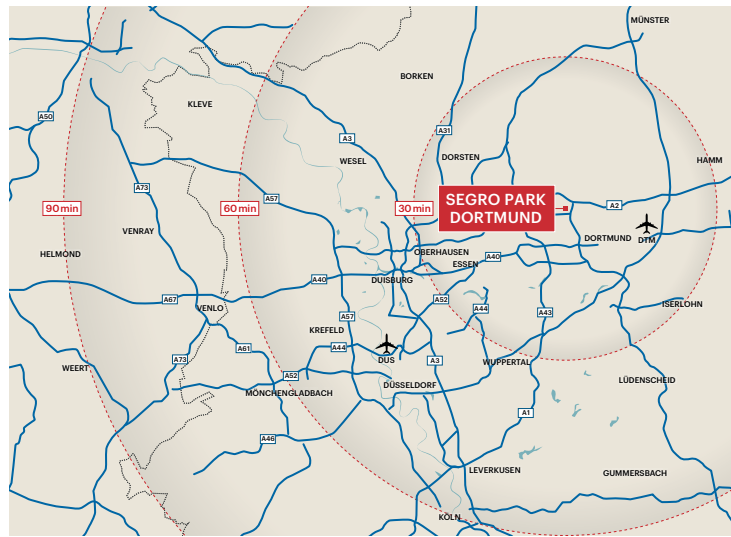 MÜNSTER
BORKEN
KLEVE
A50
A31
A3
WESEL
DORSTEN
HAMM
A73
A57
90 min
60 min
30 min
SEGRO PARK
DORTMUND
A2
VENRAY
DORTMUND
DTM
HELMOND
OBERHAUSEN
ESSEN
A40
DUISBURG
A40
A67
VENLO
A52
A44
A43
ISERLOHN
A57
KREFELD
A61
A44
A73
DUS
A3
WUPPERTAL
WEERT
A52
MÖNCHENGLADBACH
DÜSSELDORF
LÜDENSCHEID
A1
A46
LEVERKUSEN
GUMMERSBACH
KÖLN